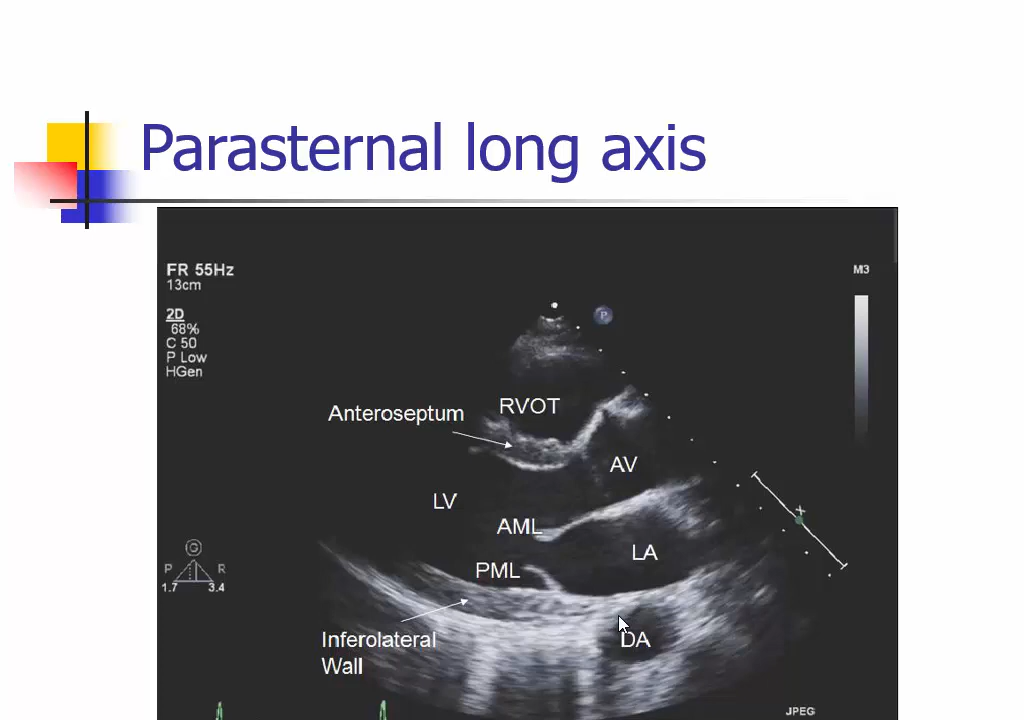 Parasternal long axis
FR 55Hz
13cm
M3
2D
68%
C 50
P Low
HGen
P
RVOT
Anteroseptum
AV
LV
AML
LA
G
PML
P R
1.7 3.4
Inferolateral
Wall
DA
JPEG